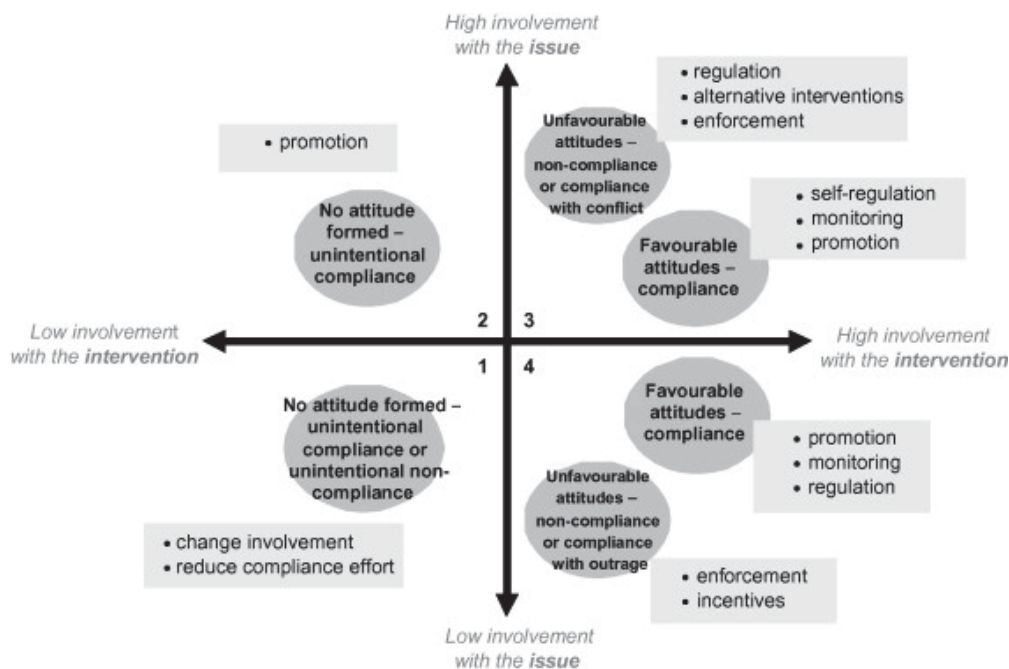 High involvement
with the issue
• regulation
• alternative interventions
• enforcement
• promotion
Unfavourable
attitudes –
non-compliance
or compliance
with conflict
No attitude
formed –
unintentional
compliance
• self-regulation
• monitoring
• promotion
Favourable
attitudes –
compliance
2 3
Low involvement
with the intervention
High involvement
with the intervention
1 4
No attitude formed –
unintentional
compliance or
unintentional non-
compliance
Favourable
attitudes –
compliance
• promotion
• monitoring
• regulation
Unfavourable
attitudes –
non-compliance
or compliance
with outrage
• change involvement
• reduce compliance effort
• enforcement
• incentives
Low involvement
with the issue